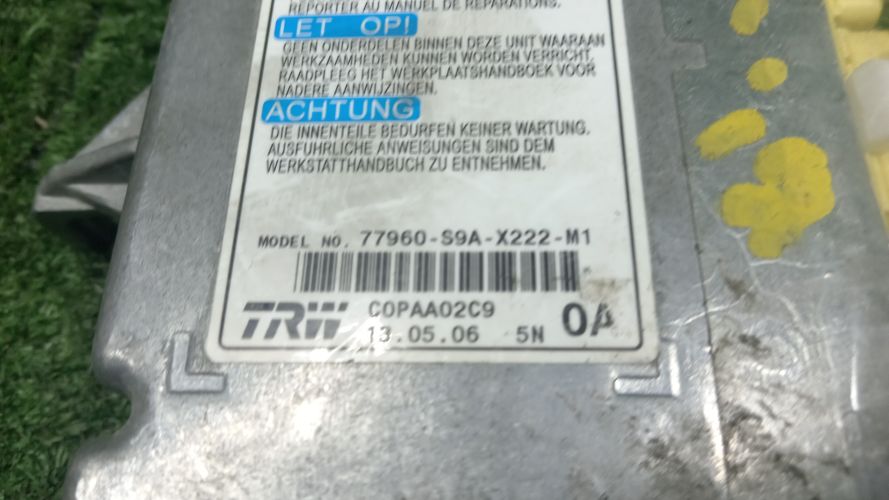 REPORTER AU MANUEL DE REPARATIONS.
LET OP!
GEEN ONDERDELEN BINNEN DEZE UNIT WAARAAN
WERKZAAMHEDEN KUNNEN WORDEN VERRICHT.
RAADPLEEG HET WERKPLAATSHANDBOEK VOOR
NADERE AANWIJZINGEN.
ACHTUNG
DIE INNENTEILE BEDURFEN KEINER WARTUNG.
AUSFUHRLICHE ANWEISUNGEN SIND DEM
WERKSTATTHANDBUCH ZU ENTNEHMEN.
MODEL NO. 77960-S9A-X222-M1
TRW C0PAA02C9 0A
13.05.06 5N